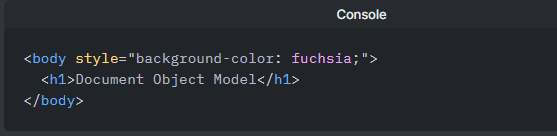 Console
<body style="background-color: fuchsia;">
  <h1>Document Object Model</h1>
</body>